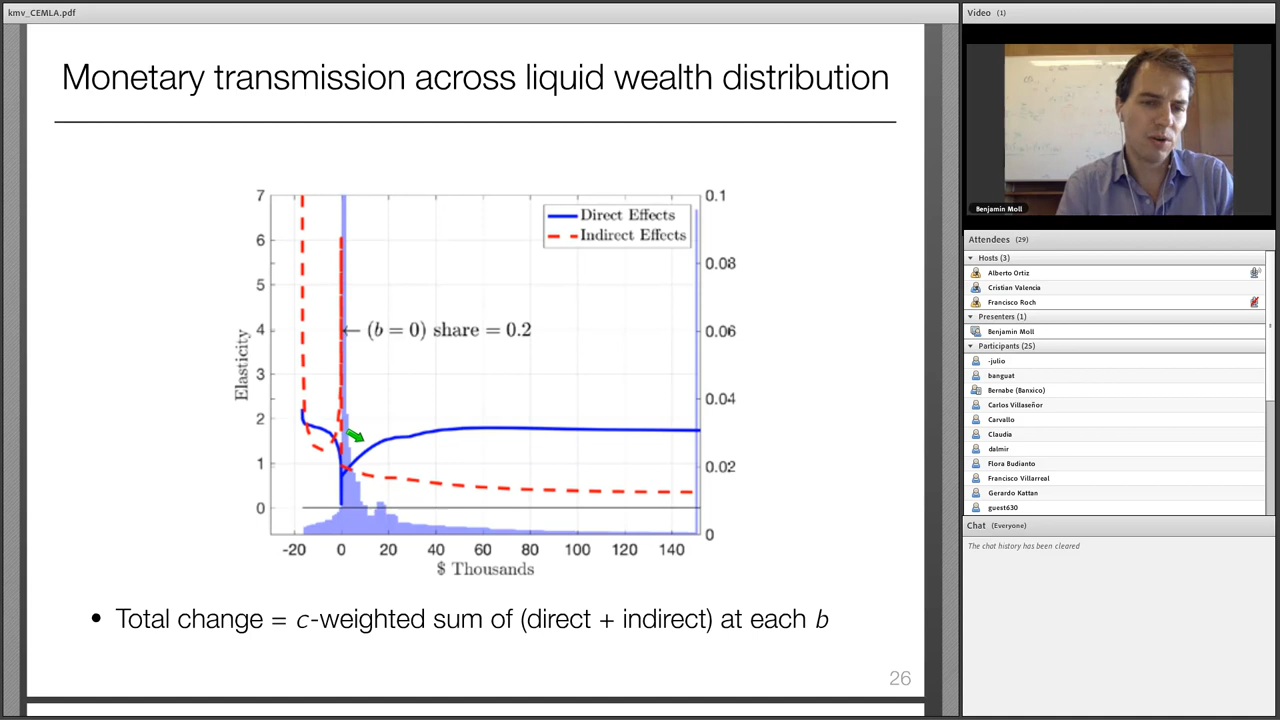 kmv_CEMLA.pdf
Monetary transmission across liquid wealth distribution
7
6
5
4
3
2
1
0
Elasticity
0.1
0.08
0.06
0.04
0.02
0
Direct Effects
Indirect Effects
← (b = 0) share = 0.2
-20 0 20 40 60 80 100 120 140
$ Thousands
• Total change = c-weighted sum of (direct + indirect) at each b
26
Video (1)
Benjamin Moll
Attendees (29)
Hosts (3)
Alberto Ortiz
Cristian Valencia
Francisco Roch
Presenters (1)
Benjamin Moll
Participants (25)
-julio
banguat
Bernabe (Banxico)
Carlos Villaseñor
Carvallo
Claudia
dalmir
Flora Budianto
Francisco Villarreal
Gerardo Kattan
guest630
Chat (Everyone)
The chat history has been cleared